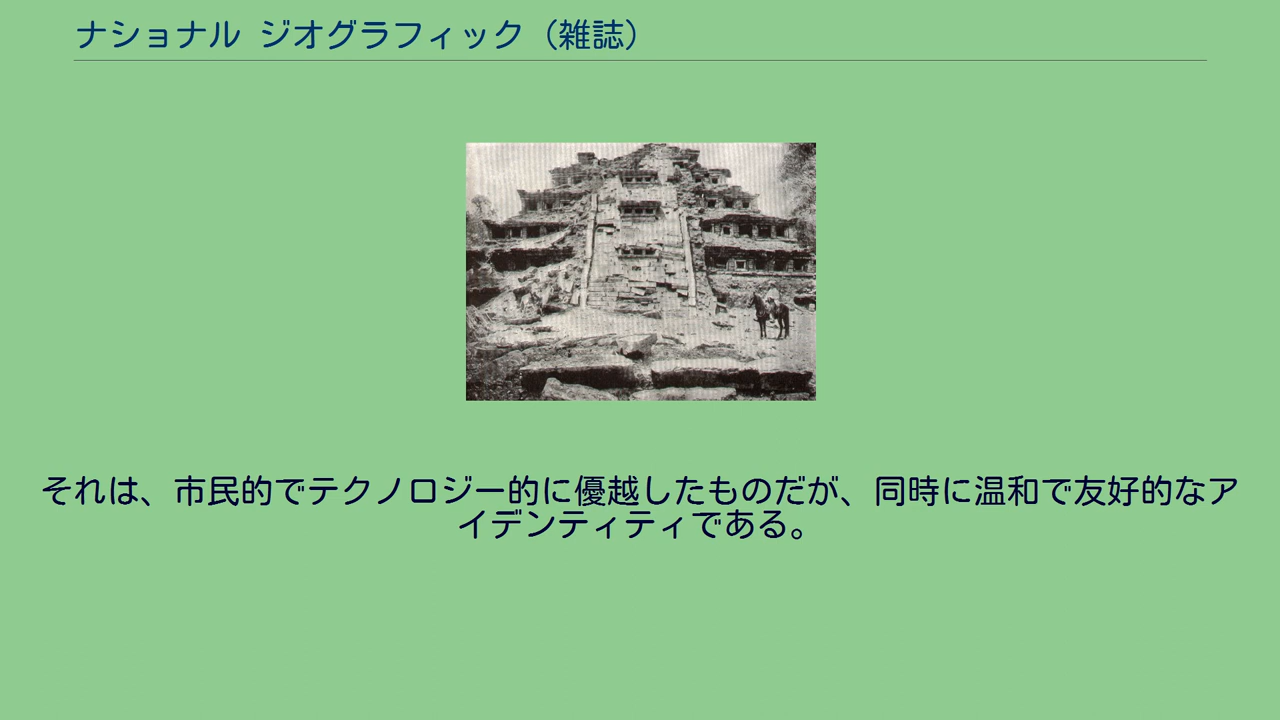 ナショナル ジオグラフィック（雑誌）
それは、市民的でテクノロジー的に優越したものだが、同時に温和で友好的なア
イデンティティである。